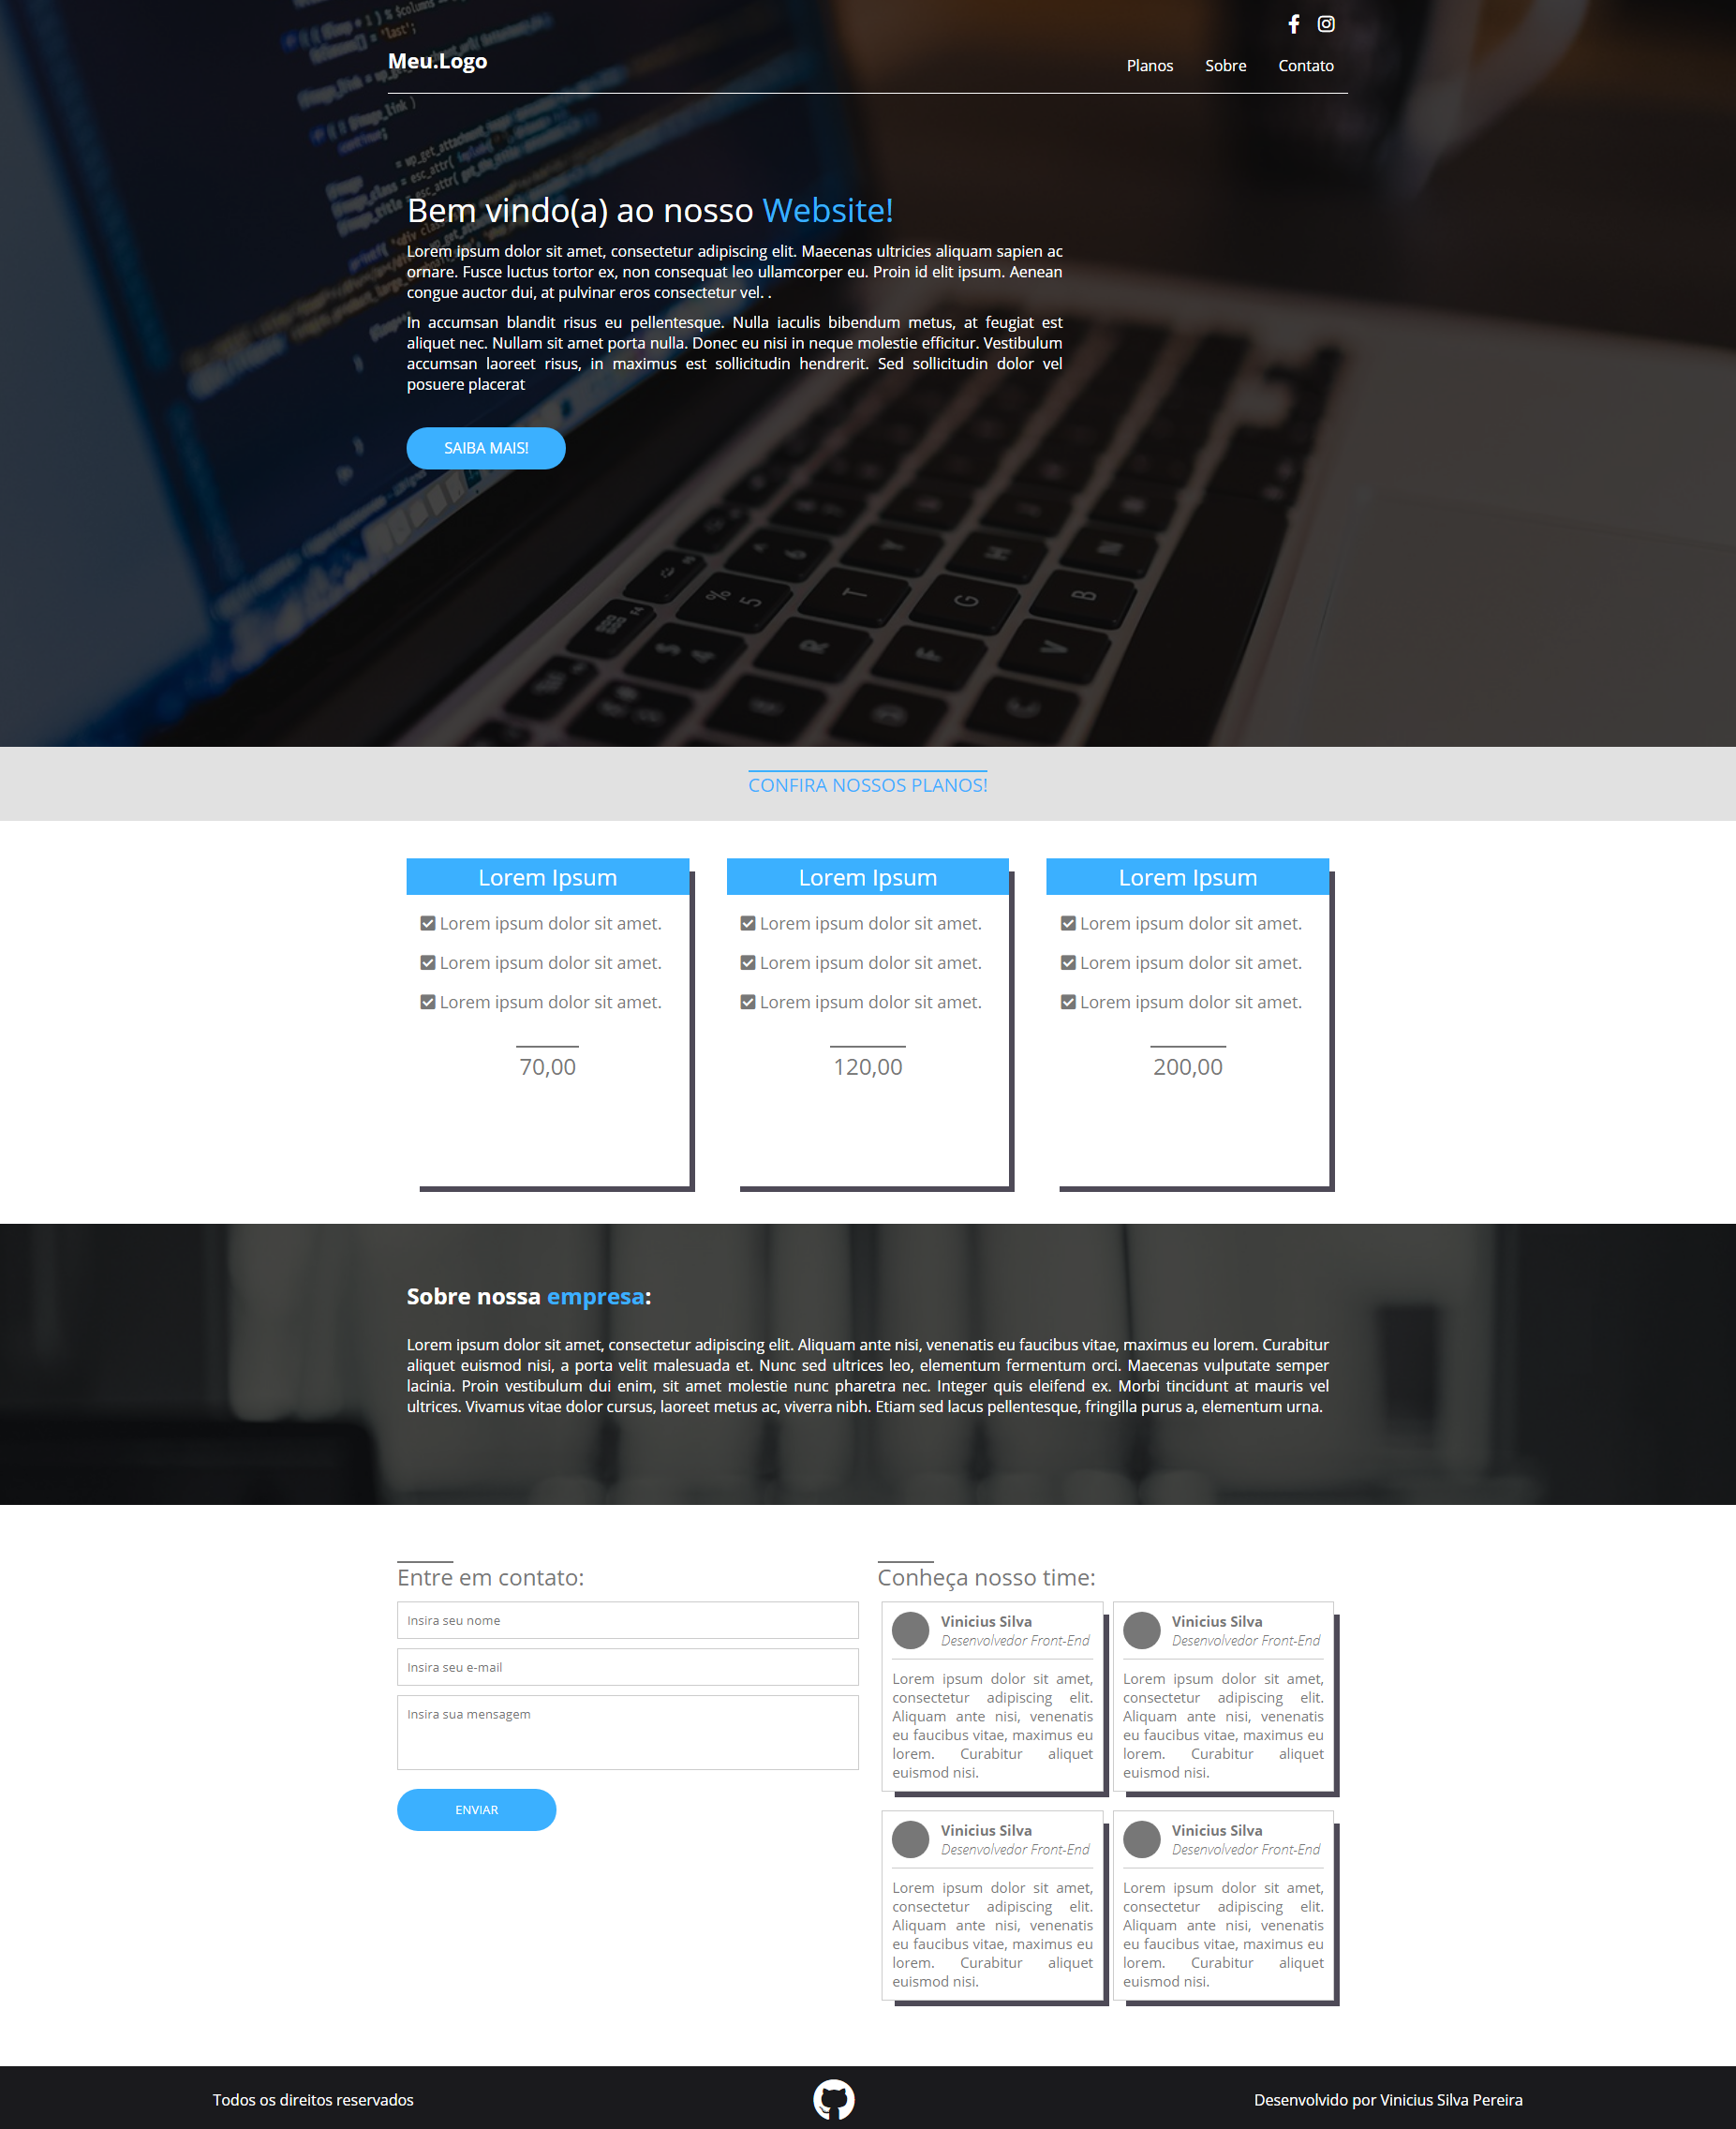 Meu.Logo
Planos Sobre Contato
Bem vindo(a) ao nosso Website!
Lorem ipsum dolor sit amet, consectetur adipiscing elit. Maecenas ultricies aliquam sapien ac
ornare. Fusce luctus tortor ex, non consequat leo ullamcorper eu. Proin id elit ipsum. Aenean
congue auctor dui, at pulvinar eros consectetur vel. .
In accumsan blandit risus eu pellentesque. Nulla iaculis bibendum metus, at feugiat est
aliquet nec. Nullam sit amet porta nulla. Donec eu nisi in neque molestie efficitur. Vestibulum
accumsan laoreet risus, in maximus est sollicitudin hendrerit. Sed sollicitudin dolor vel
posuere placerat
SAIBA MAIS!
CONFIRA NOSSOS PLANOS!
Lorem Ipsum
Lorem ipsum dolor sit amet.
Lorem ipsum dolor sit amet.
Lorem ipsum dolor sit amet.
70,00
Lorem Ipsum
Lorem ipsum dolor sit amet.
Lorem ipsum dolor sit amet.
Lorem ipsum dolor sit amet.
120,00
Lorem Ipsum
Lorem ipsum dolor sit amet.
Lorem ipsum dolor sit amet.
Lorem ipsum dolor sit amet.
200,00
Sobre nossa empresa:
Lorem ipsum dolor sit amet, consectetur adipiscing elit. Aliquam ante nisi, venenatis eu faucibus vitae, maximus eu lorem. Curabitur
aliquet euismod nisi, a porta velit malesuada et. Nunc sed ultrices leo, elementum fermentum orci. Maecenas vulputate semper
lacinia. Proin vestibulum dui enim, sit amet molestie nunc pharetra nec. Integer quis eleifend ex. Morbi tincidunt at mauris vel
ultrices. Vivamus vitae dolor cursus, laoreet metus ac, viverra nibh. Etiam sed lacus pellentesque, fringilla purus a, elementum urna.
Entre em contato:
Insira seu nome
Insira seu e-mail
Insira sua mensagem
ENVIAR
Conheça nosso time:
Vinicius Silva
Desenvolvedor Front-End
Lorem ipsum dolor sit amet,
consectetur adipiscing elit.
Aliquam ante nisi, venenatis
eu faucibus vitae, maximus eu
lorem. Curabitur aliquet
euismod nisi.
Vinicius Silva
Desenvolvedor Front-End
Lorem ipsum dolor sit amet,
consectetur adipiscing elit.
Aliquam ante nisi, venenatis
eu faucibus vitae, maximus eu
lorem. Curabitur aliquet
euismod nisi.
Vinicius Silva
Desenvolvedor Front-End
Lorem ipsum dolor sit amet,
consectetur adipiscing elit.
Aliquam ante nisi, venenatis
eu faucibus vitae, maximus eu
lorem. Curabitur aliquet
euismod nisi.
Vinicius Silva
Desenvolvedor Front-End
Lorem ipsum dolor sit amet,
consectetur adipiscing elit.
Aliquam ante nisi, venenatis
eu faucibus vitae, maximus eu
lorem. Curabitur aliquet
euismod nisi.
Todos os direitos reservados
Desenvolvido por Vinicius Silva Pereira